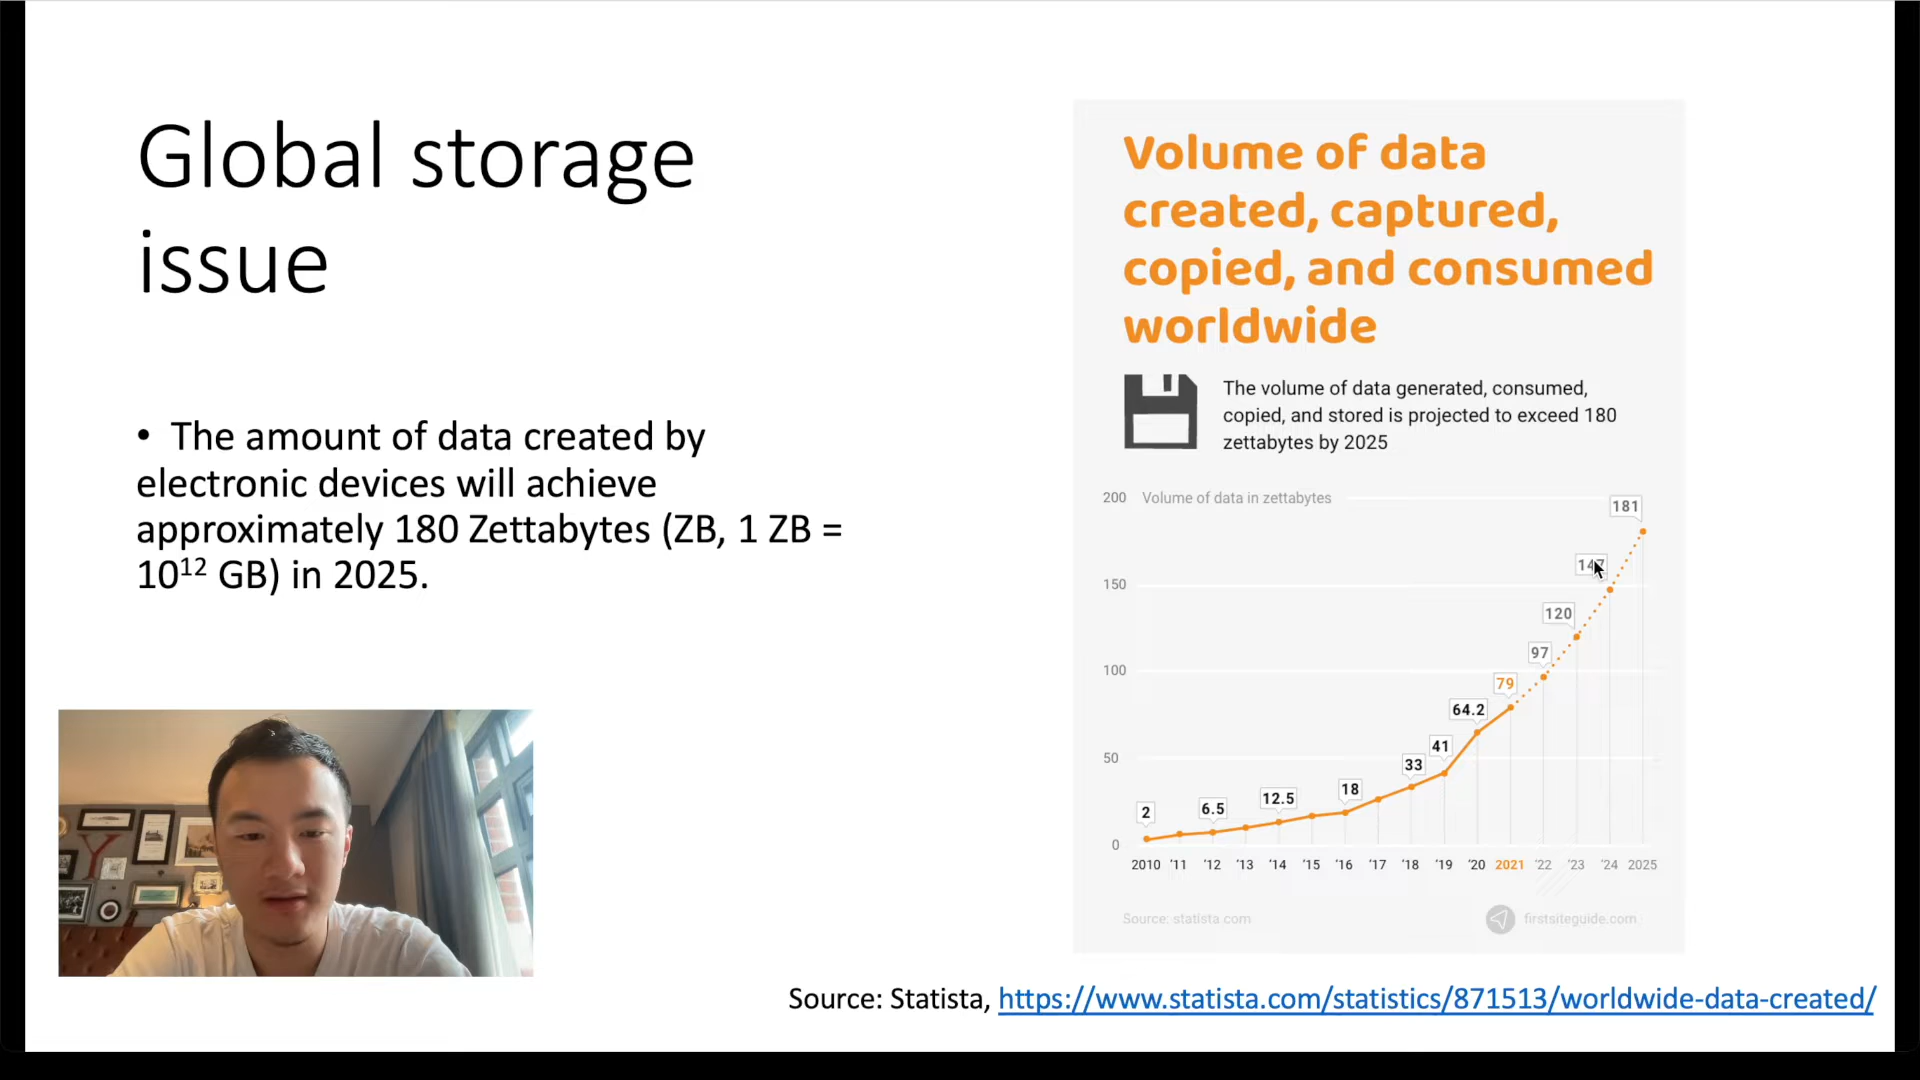 Global storage
issue
• The amount of data created by
electronic devices will achieve
approximately 180 Zettabytes (ZB, 1 ZB =
10¹² GB) in 2025.
Volume of data
created, captured,
copied, and consumed
worldwide
The volume of data generated, consumed,
copied, and stored is projected to exceed 180
zettabytes by 2025
200 Volume of data in zettabytes
181
150
120
100
97
79
64.2
50
41
33
18
12.5
6.5
2
0
2010 '11 '12 '13 '14 '15 '16 '17 '18 '19 '20 2021 '22 '23 '24 2025
Source: statista.com
firstsiteguide.com
Source: Statista, https://www.statista.com/statistics/871513/worldwide-data-created/